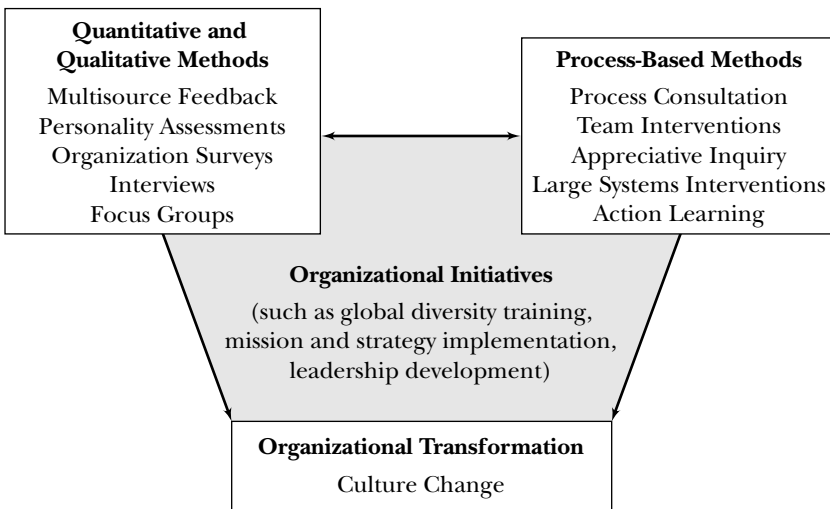 Quantitative and
Qualitative Methods
Multisource Feedback
Personality Assessments
Organization Surveys
Interviews
Focus Groups
Process-Based Methods
Process Consultation
Team Interventions
Appreciative Inquiry
Large Systems Interventions
Action Learning
Organizational Initiatives
(such as global diversity training,
mission and strategy implementation,
leadership development)
Organizational Transformation
Culture Change